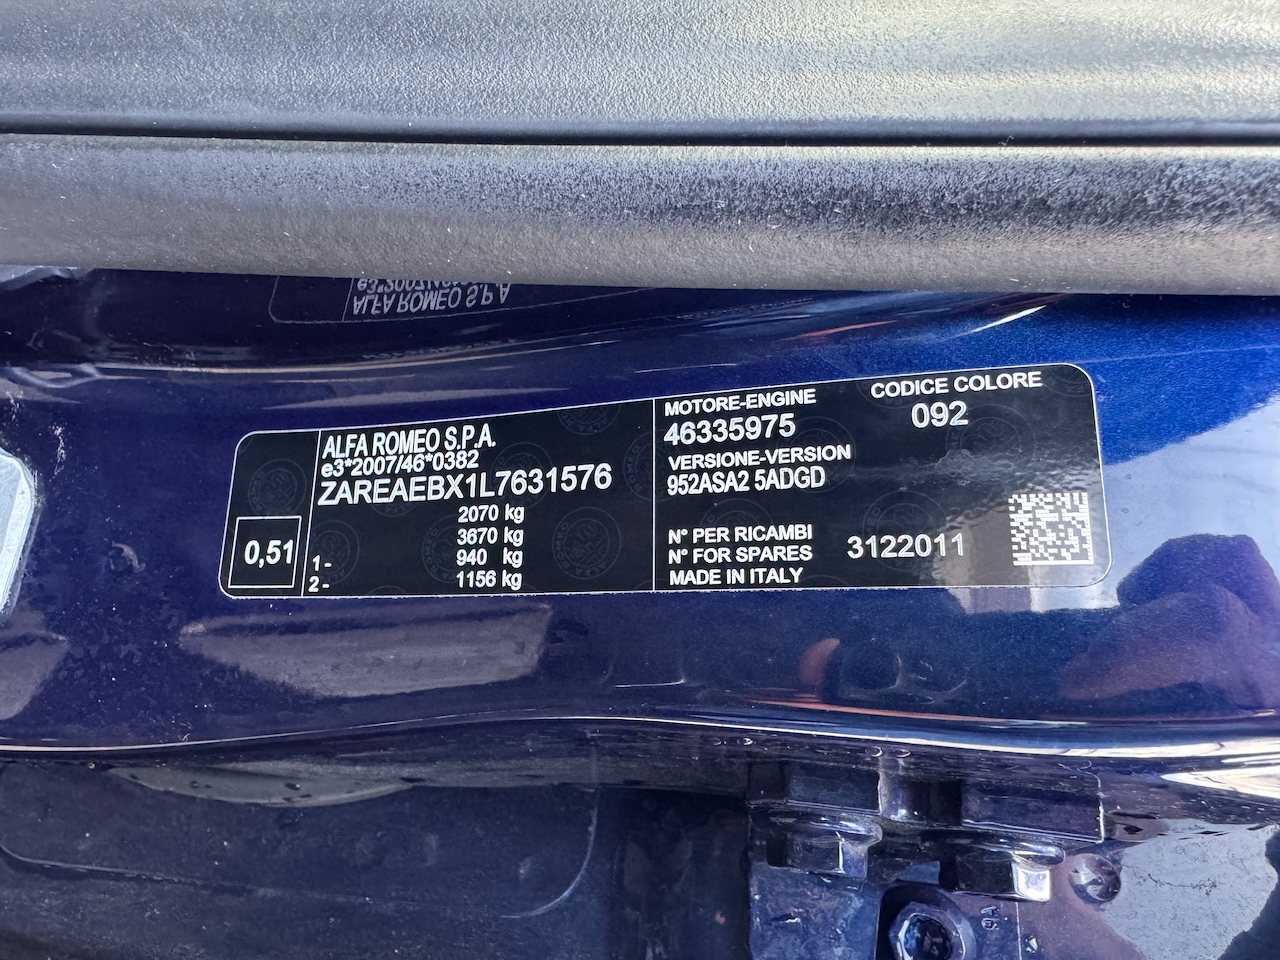 ALFA ROMEO S.P.A.
e3*2007/46*0382
ZAREAEBX1L7631576
2070 kg
3670 kg
1- 940 kg
2- 1156 kg
0,51
MOTORE-ENGINE
46335975
VERSIONE-VERSION
952ASA2 5ADGD
CODICE COLORE
092
N° PER RICAMBI
N° FOR SPARES
3122011
MADE IN ITALY